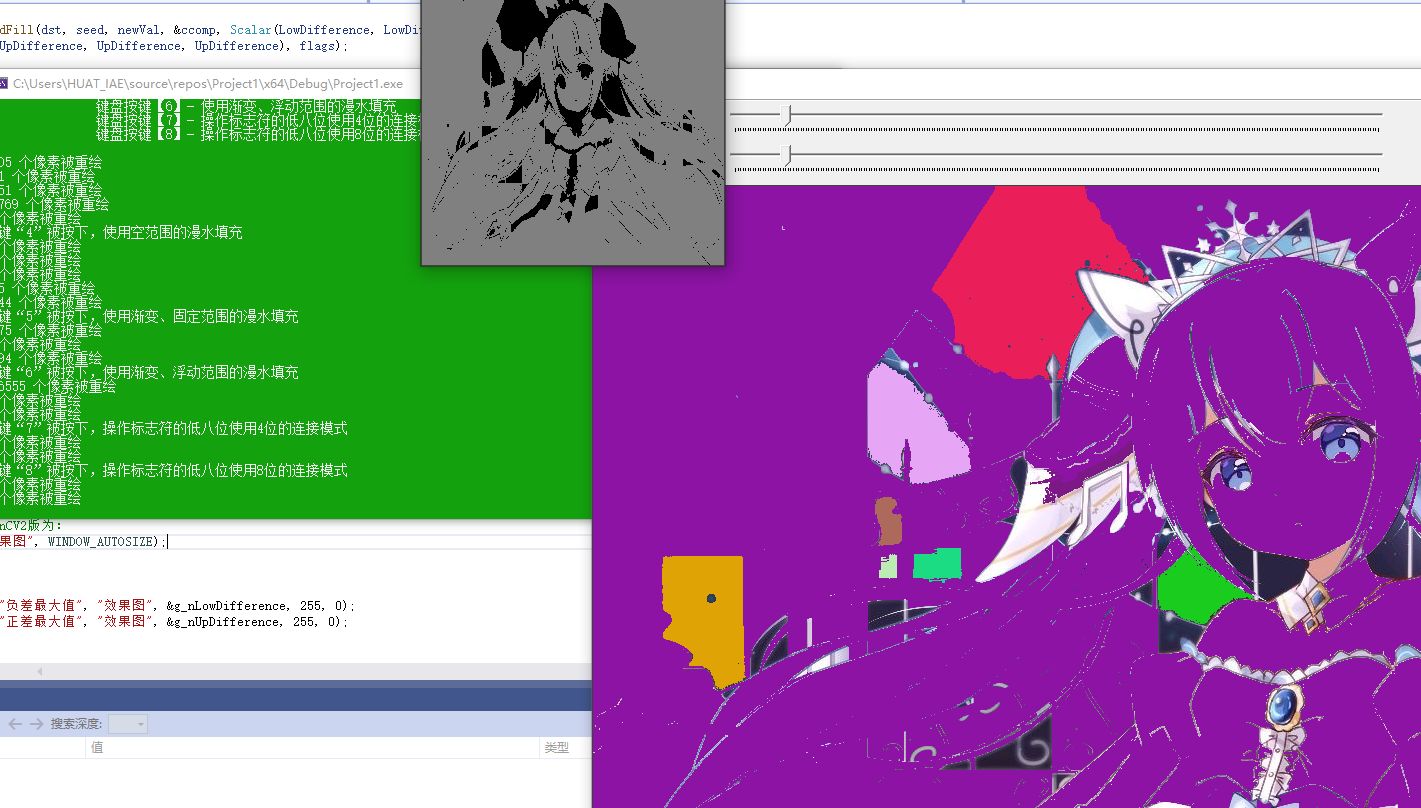 dFill(dst, seed, newVal, &ccomp, Scalar(LowDifference, LowDi
UpDifference, UpDifference, UpDifference), flags);
C:\Users\HUAT_IAE\source\repos\Project1\x64\Debug\Project1.exe
键盘按键【6】- 使用渐变、浮动范围的漫水填充
键盘按键【7】- 操作标志符的低八位使用4位的连接
键盘按键【8】- 操作标志符的低八位使用8位的连接
05 个像素被重绘
1 个像素被重绘
51 个像素被重绘
769 个像素被重绘
个像素被重绘
键“4”被按下，使用空范围的漫水填充
个像素被重绘
个像素被重绘
个像素被重绘
5 个像素被重绘
44 个像素被重绘
键“5”被按下，使用渐变、固定范围的漫水填充
75 个像素被重绘
个像素被重绘
94 个像素被重绘
键“6”被按下，使用渐变、浮动范围的漫水填充
6555 个像素被重绘
个像素被重绘
个像素被重绘
键“7”被按下，操作标志符的低八位使用4位的连接模式
个像素被重绘
个像素被重绘
键“8”被按下，操作标志符的低八位使用8位的连接模式
个像素被重绘
个像素被重绘
nCV2版为:
果图", WINDOW_AUTOSIZE);
"负差最大值", "效果图", &g_nLowDifference, 255, 0);
"正差最大值", "效果图", &g_nUpDifference, 255, 0);
搜索深度:
值
类型